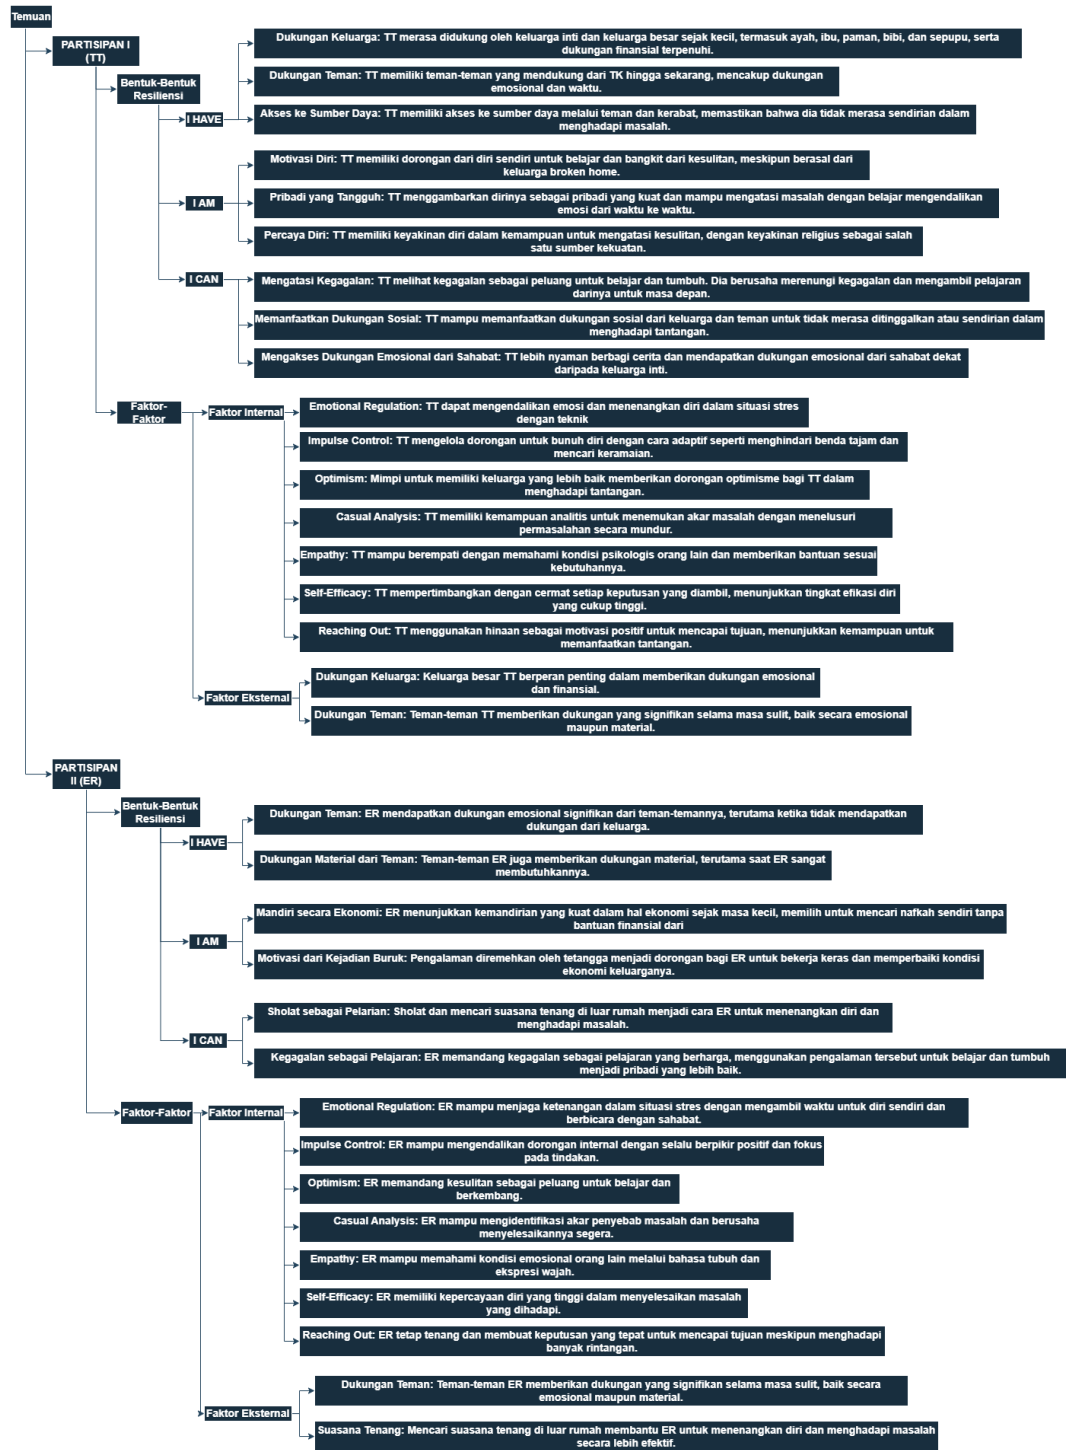 Temuan
PARTISIPAN I
(TT)
Bentuk-Bentuk
Resiliensi
I HAVE
Dukungan Keluarga: TT merasa didukung oleh keluarga inti dan keluarga besar sejak kecil, termasuk ayah, ibu, paman, bibi, dan sepupu, serta
dukungan finansial terpenuhi.
Dukungan Teman: TT memiliki teman-teman yang mendukung dari TK hingga sekarang, mencakup dukungan
emosional dan waktu.
Akses ke Sumber Daya: TT memiliki akses ke sumber daya melalui teman dan kerabat, memastikan bahwa dia tidak merasa sendirian dalam
menghadapi masalah.
I AM
Motivasi Diri: TT memiliki dorongan dari diri sendiri untuk belajar dan bangkit dari kesulitan, meskipun berasal dari
keluarga broken home.
Pribadi yang Tangguh: TT menggambarkan dirinya sebagai pribadi yang kuat dan mampu mengatasi masalah dengan belajar mengendalikan
emosi dari waktu ke waktu.
Percaya Diri: TT memiliki keyakinan diri dalam kemampuan untuk mengatasi kesulitan, dengan keyakinan religius sebagai salah
satu sumber kekuatan.
I CAN
Mengatasi Kegagalan: TT melihat kegagalan sebagai peluang untuk belajar dan tumbuh. Dia berusaha merenungi kegagalan dan mengambil pelajaran
darinya untuk masa depan.
Memanfaatkan Dukungan Sosial: TT mampu memanfaatkan dukungan sosial dari keluarga dan teman untuk tidak merasa ditinggalkan atau sendirian dalam
menghadapi tantangan.
Mengakses Dukungan Emosional dari Sahabat: TT lebih nyaman berbagi cerita dan mendapatkan dukungan emosional dari sahabat dekat
daripada keluarga inti.
Faktor-
Faktor
Faktor Internal
Emotional Regulation: TT dapat mengendalikan emosi dan menenangkan diri dalam situasi stres
dengan teknik
Impulse Control: TT mengelola dorongan untuk bunuh diri dengan cara adaptif seperti menghindari benda tajam dan
mencari keramaian.
Optimism: Mimpi untuk memiliki keluarga yang lebih baik memberikan dorongan optimisme bagi TT dalam
menghadapi tantangan.
Casual Analysis: TT memiliki kemampuan analitis untuk menemukan akar masalah dengan menelusuri
permasalahan secara mundur.
Empathy: TT mampu berempati dengan memahami kondisi psikologis orang lain dan memberikan bantuan sesuai
kebutuhannya.
Self-Efficacy: TT mempertimbangkan dengan cermat setiap keputusan yang diambil, menunjukkan tingkat efikasi diri
yang cukup tinggi.
Reaching Out: TT menggunakan hinaan sebagai motivasi positif untuk mencapai tujuan, menunjukkan kemampuan untuk
memanfaatkan tantangan.
Faktor Eksternal
Dukungan Keluarga: Keluarga besar TT berperan penting dalam memberikan dukungan emosional
dan finansial.
Dukungan Teman: Teman-teman TT memberikan dukungan yang signifikan selama masa sulit, baik secara emosional
maupun material.
PARTISIPAN
II (ER)
Bentuk-Bentuk
Resiliensi
I HAVE
Dukungan Teman: ER mendapatkan dukungan emosional signifikan dari teman-temannya, terutama ketika tidak mendapatkan
dukungan dari keluarga.
Dukungan Material dari Teman: Teman-teman ER juga memberikan dukungan material, terutama saat ER sangat
membutuhkannya.
I AM
Mandiri secara Ekonomi: ER menunjukkan kemandirian yang kuat dalam hal ekonomi sejak masa kecil, memilih untuk mencari nafkah sendiri tanpa
bantuan finansial dari
Motivasi dari Kejadian Buruk: Pengalaman diremehkan oleh tetangga menjadi dorongan bagi ER untuk bekerja keras dan memperbaiki kondisi
ekonomi keluarganya.
I CAN
Sholat sebagai Pelarian: Sholat dan mencari suasana tenang di luar rumah menjadi cara ER untuk menenangkan diri dan
menghadapi masalah.
Kegagalan sebagai Pelajaran: ER memandang kegagalan sebagai pelajaran yang berharga, menggunakan pengalaman tersebut untuk belajar dan tumbuh
menjadi pribadi yang lebih baik.
Faktor-Faktor
Faktor Internal
Emotional Regulation: ER mampu menjaga ketenangan dalam situasi stres dengan mengambil waktu untuk diri sendiri dan
berbicara dengan sahabat.
Impulse Control: ER mampu mengendalikan dorongan internal dengan selalu berpikir positif dan fokus
pada tindakan.
Optimism: ER memandang kesulitan sebagai peluang untuk belajar dan
berkembang.
Casual Analysis: ER mampu mengidentifikasi akar penyebab masalah dan berusaha
menyelesaikannya segera.
Empathy: ER mampu memahami kondisi emosional orang lain melalui bahasa tubuh dan
ekspresi wajah.
Self-Efficacy: ER memiliki kepercayaan diri yang tinggi dalam menyelesaikan masalah
yang dihadapi.
Reaching Out: ER tetap tenang dan membuat keputusan yang tepat untuk mencapai tujuan meskipun menghadapi
banyak rintangan.
Faktor Eksternal
Dukungan Teman: Teman-teman ER memberikan dukungan yang signifikan selama masa sulit, baik secara
emosional maupun material.
Suasana Tenang: Mencari suasana tenang di luar rumah membantu ER untuk menenangkan diri dan menghadapi masalah
secara lebih efektif.